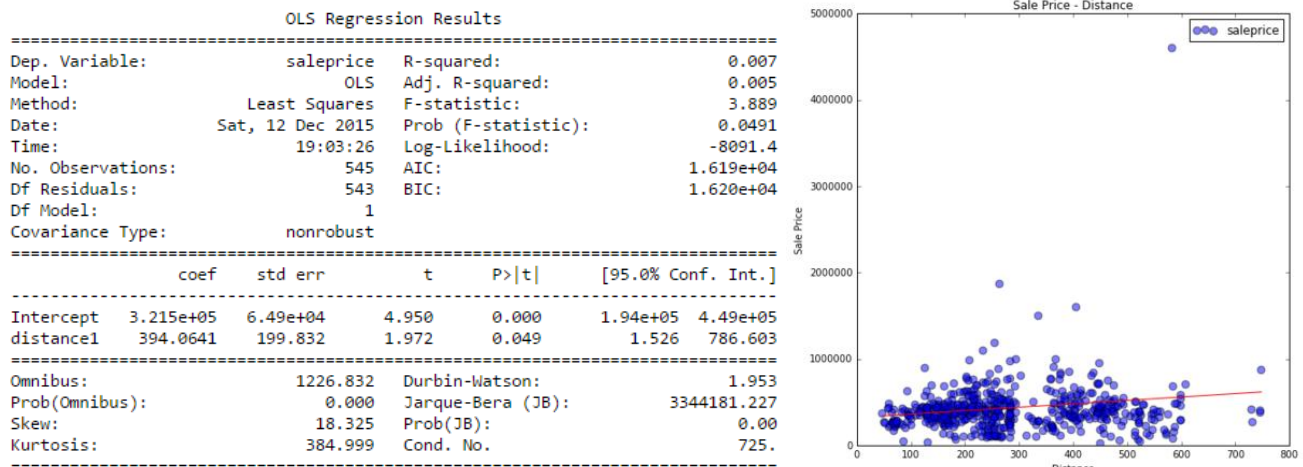 OLS Regression Results
Dep. Variable: saleprice R-squared: 0.007
Model: OLS Adj. R-squared: 0.005
Method: Least Squares F-statistic: 3.889
Date: Sat, 12 Dec 2015 Prob (F-statistic): 0.0491
Time: 19:03:26 Log-Likelihood: -8091.4
No. Observations: 545 AIC: 1.619e+04
Df Residuals: 543 BIC: 1.620e+04
Df Model: 1
Covariance Type: nonrobust
coef std err t P>|t| [95.0% Conf. Int.]
Intercept 3.215e+05 6.49e+04 4.950 0.000 1.94e+05 4.49e+05
distance1 394.0641 199.832 1.972 0.049 1.526 786.603
Omnibus: 1226.832 Durbin-Watson: 1.953
Prob(Omnibus): 0.000 Jarque-Bera (JB): 3344181.227
Skew: 18.325 Prob(JB): 0.00
Kurtosis: 384.999 Cond. No. 725.
Sale Price - Distance
saleprice
5000000
4000000
3000000
2000000
1000000
0
Sale Price
0 100 200 300 400 500 600 700 800
Distance